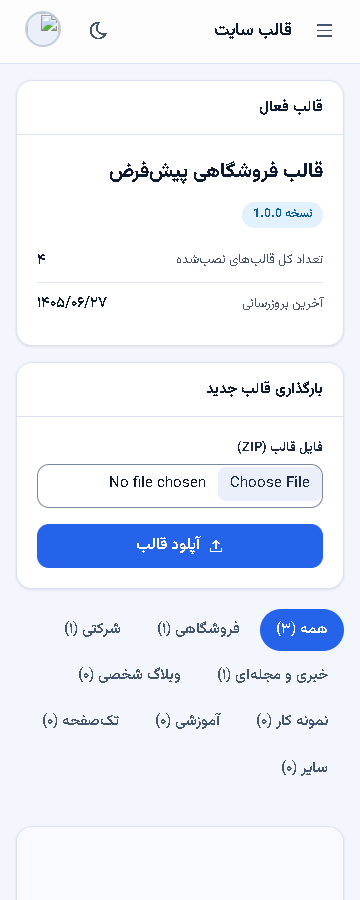 قالب سایت
قالب فعال
قالب فروشگاهی پیش‌فرض
نسخه 1.0.0
تعداد کل قالب‌های نصب‌شده ۴
آخرین بروزرسانی ۱۴۰۵/۰۶/۲۷
بارگذاری قالب جدید
فایل قالب (ZIP)
Choose File No file chosen
آپلود قالب
همه (۳) فروشگاهی (۱) شرکتی (۱)
خبری و مجله‌ای (۱) وبلاگ شخصی (۰)
نمونه کار (۰) آموزشی (۰) تک‌صفحه (۰)
سایر (۰)